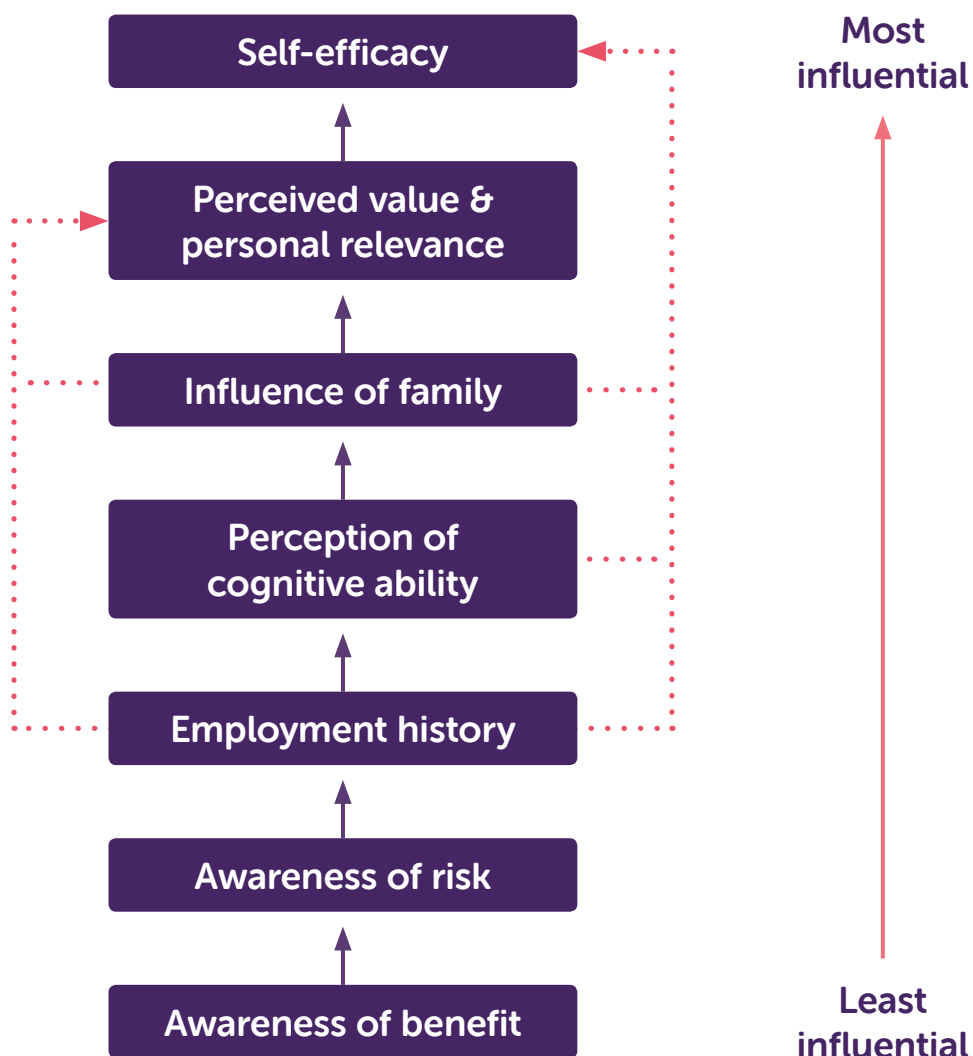 Self-efficacy
Most
influential
Perceived value &
personal relevance
Influence of family
Perception of
cognitive ability
Employment history
Awareness of risk
Awareness of benefit
Least
influential